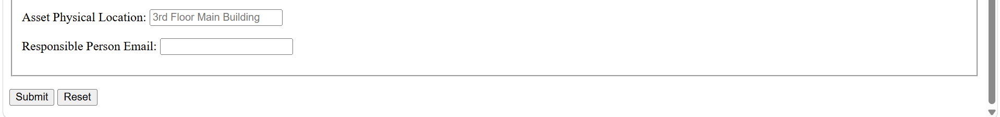 Asset Physical Location: 3rd Floor Main Building
Responsible Person Email:
Submit Reset